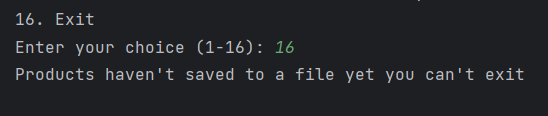 16. Exit
Enter your choice (1-16): 16
Products haven't saved to a file yet you can't exit